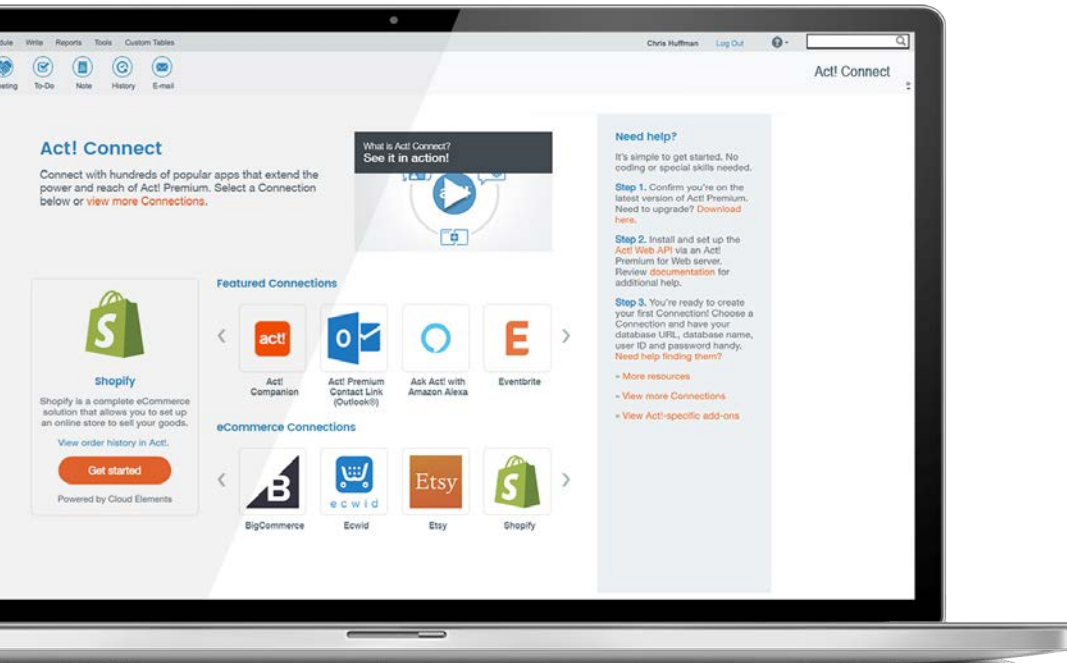 Write Reports Tools Custom Tables
Chris Huffman Log Out ?
To-Do Note History E-mail
Act! Connect
Act! Connect
Connect with hundreds of popular apps that extend the
power and reach of Act! Premium. Select a Connection
below or view more Connections.
What is Act! Connect?
See it in action!
Shopify
Shopify is a complete eCommerce
solution that allows you to set up
an online store to sell your goods.
View order history in Act!.
Get started
Powered by Cloud Elements
Featured Connections
act!
Act!
Companion
Act! Premium
Contact Link
(Outlook®)
Ask Act! with
Amazon Alexa
E
Eventbrite
eCommerce Connections
B
BigCommerce
ecwid
Ecwid
Etsy
Etsy
S
Shopify
Need help?
It's simple to get started. No
coding or special skills needed.
Step 1. Confirm you're on the
latest version of Act! Premium.
Need to upgrade? Download
here.
Step 2. Install and set up the
Act! Web API via an Act!
Premium for Web server.
Review documentation for
additional help.
Step 3. You're ready to create
your first Connection! Choose a
Connection and have your
database URL, database name,
user ID and password handy.
Need help finding them?
» More resources
» View more Connections
» View Act!-specific add-ons